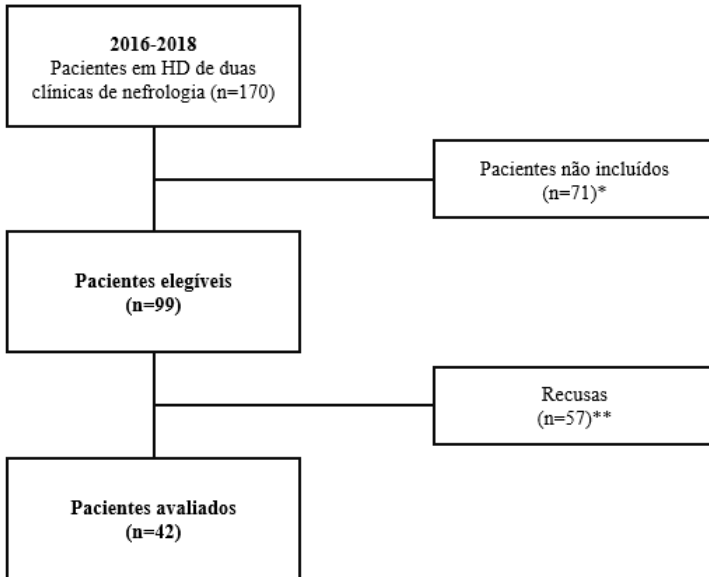 2016-2018
Pacientes em HD de duas
clínicas de nefrologia (n=170)
Pacientes não incluídos
(n=71)*
Pacientes elegíveis
(n=99)
Recusas
(n=57)**
Pacientes avaliados
(n=42)